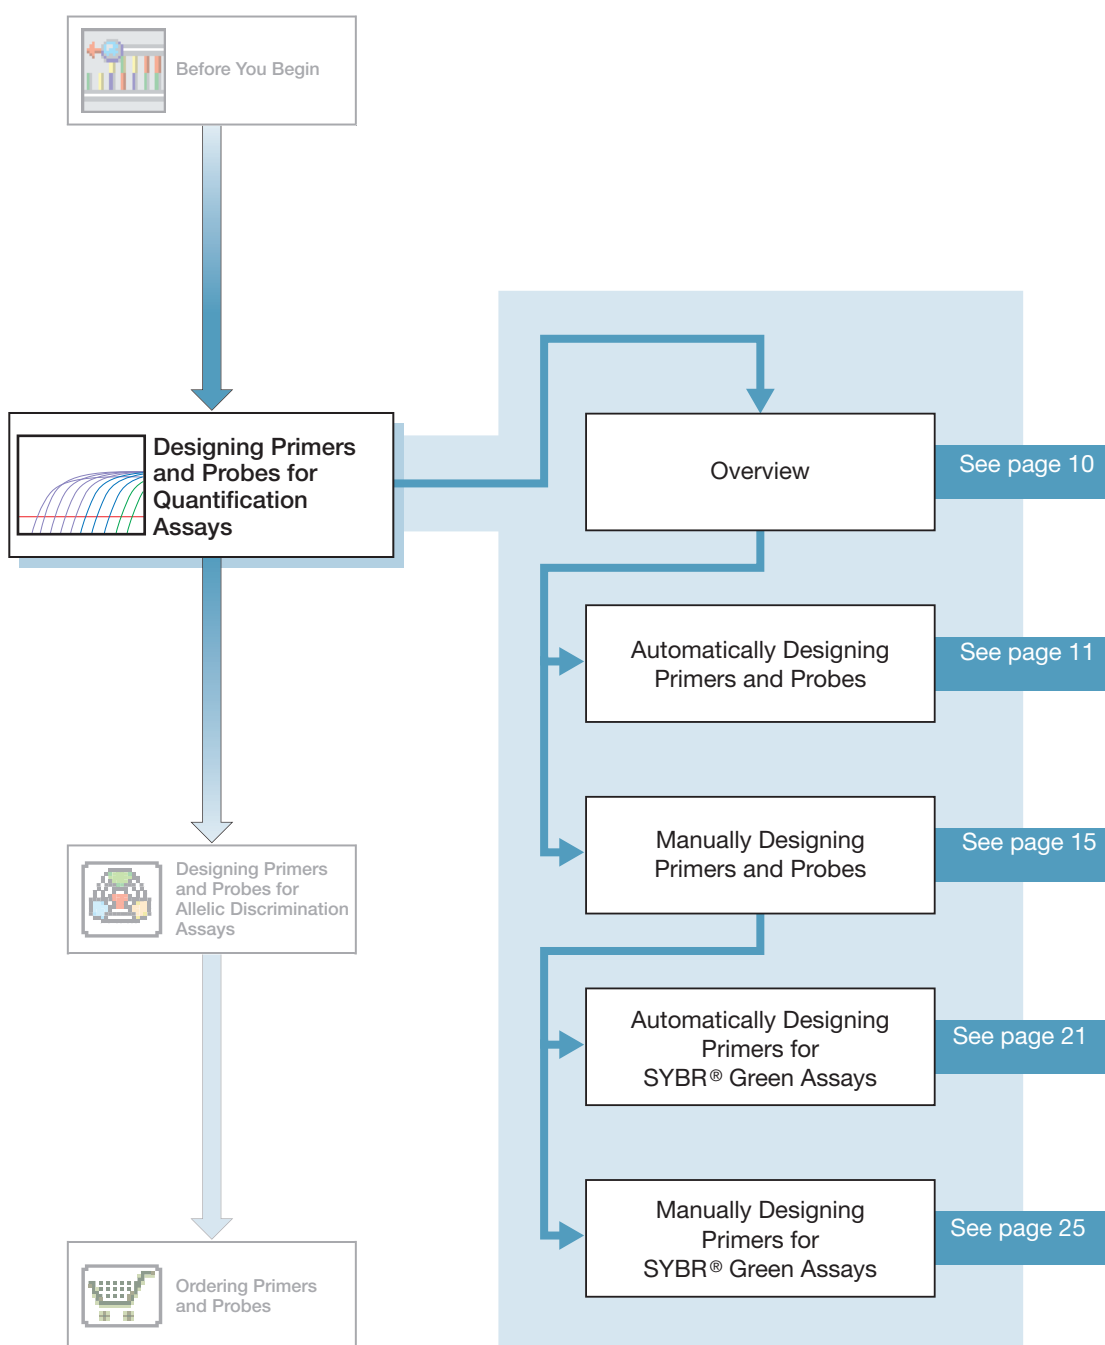 Before You Begin
Designing Primers
and Probes for
Quantification
Assays
Overview
See page 10
Automatically Designing
Primers and Probes
See page 11
Manually Designing
Primers and Probes
See page 15
Designing Primers
and Probes for
Allelic Discrimination
Assays
Automatically Designing
Primers for
SYBR® Green Assays
See page 21
Manually Designing
Primers for
SYBR® Green Assays
See page 25
Ordering Primers
and Probes